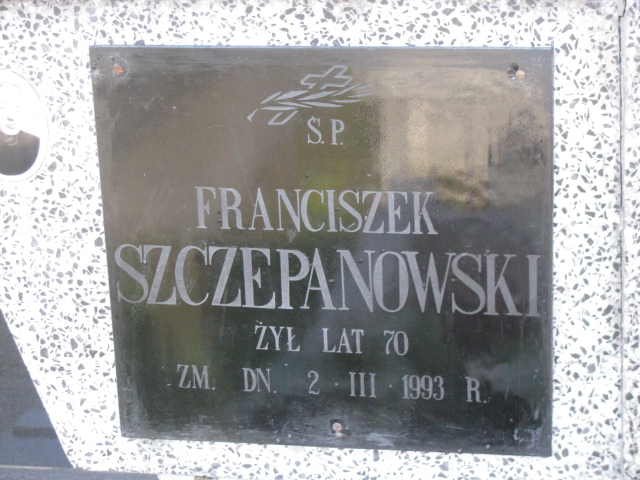 Ś.P.
FRANCISZEK
SZCZEPANOWSKI
ŻYŁ LAT 70
ZM. DN. 2 · III · 1993 R.